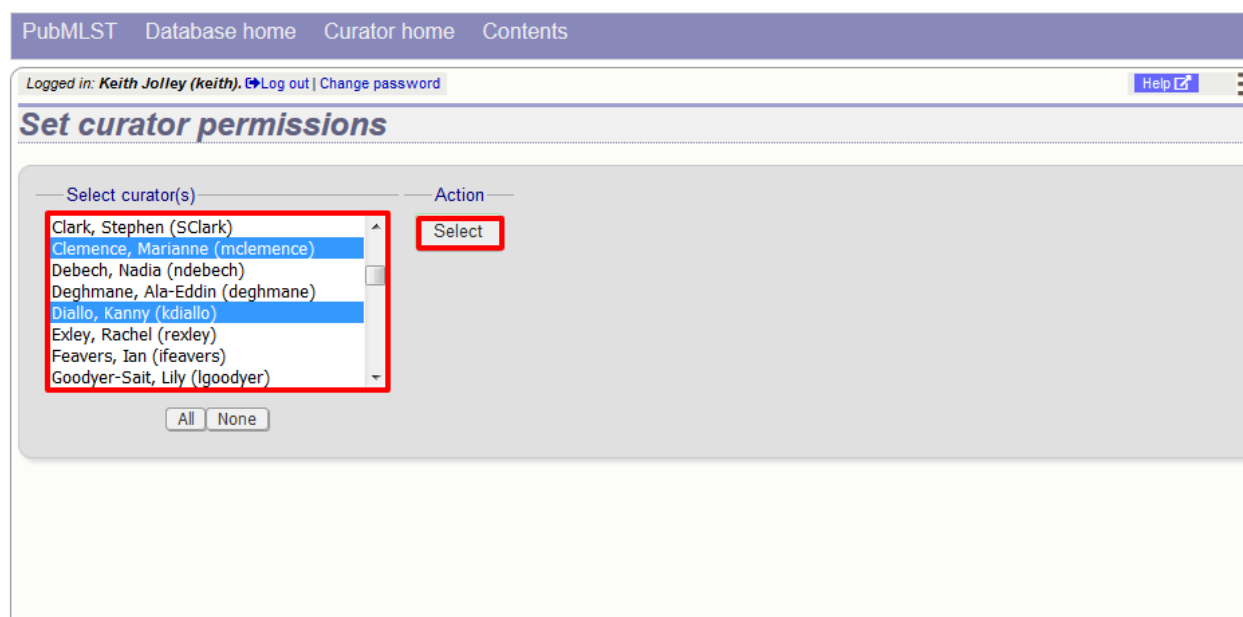 PubMLST Database home Curator home Contents
Logged in: Keith Jolley (keith). Log out | Change password Help
Set curator permissions
Select curator(s) Action
Clark, Stephen (SClark) Select
Clemence, Marianne (mclemence)
Debech, Nadia (ndebech)
Deghmane, Ala-Eddin (deghmane)
Diallo, Kanny (kdiallo)
Exley, Rachel (rexley)
Feavers, Ian (ifeavers)
Goodyer-Sait, Lily (lgoodyer)
All None